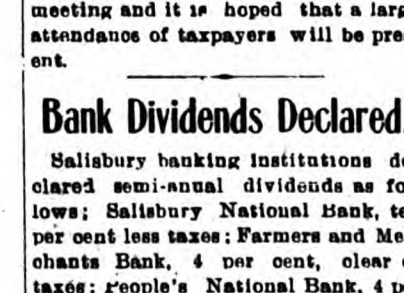 meeting and it is hoped that a larg
attendance of taxpayers will be pre
ent.
Bank Dividends Declared.
Salisbury banking institutions de
clared semi-annual dividends as fo
lows; Salisbury National Bank, te
per cent less taxes; Farmers and Me
chants Bank, 4 per cent, clear o
taxes; People's National Bank, 4 p